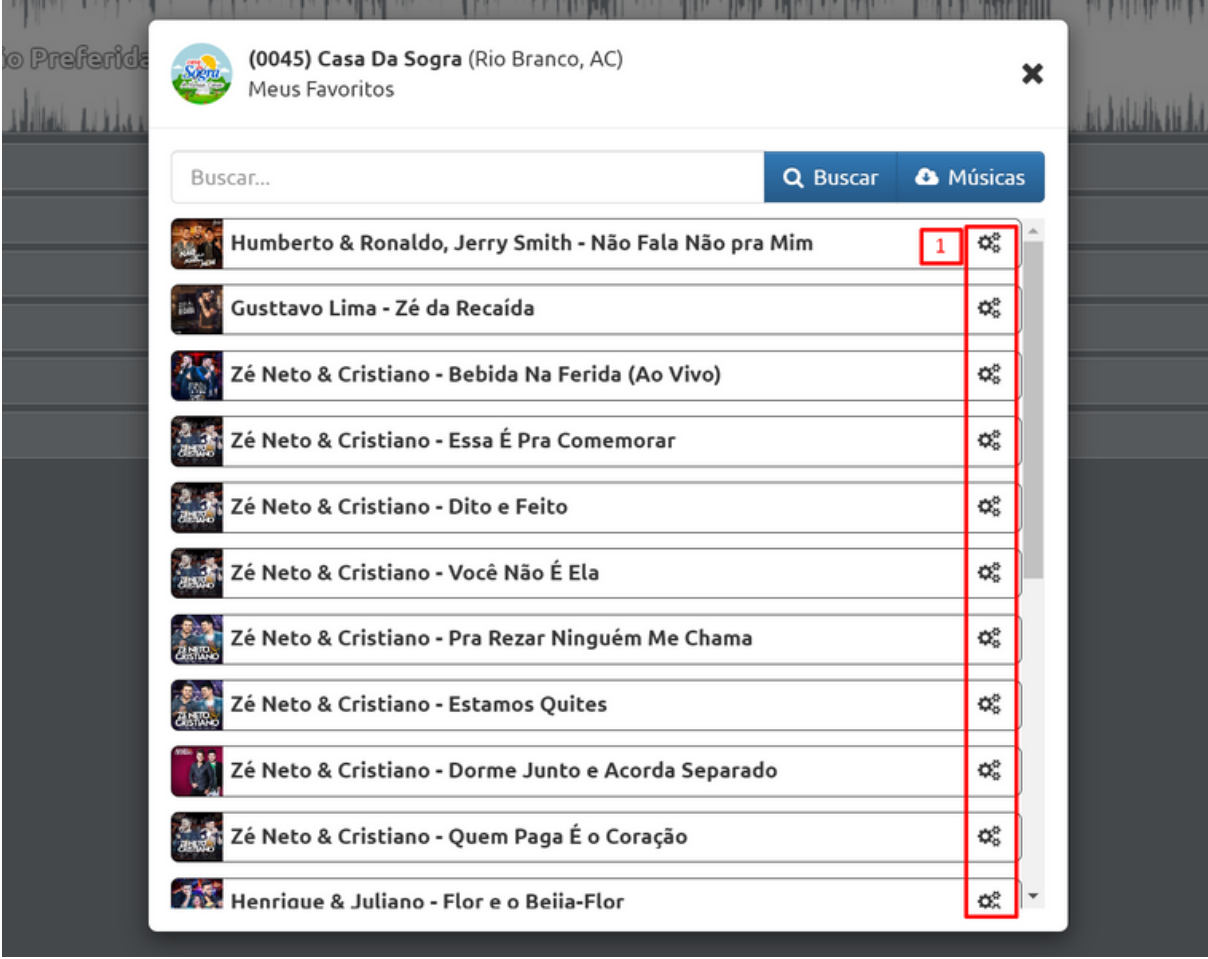 ão Preferida
(0045) Casa Da Sogra (Rio Branco, AC)
Meus Favoritos
Buscar...
Buscar
Músicas
Humberto & Ronaldo, Jerry Smith - Não Fala Não pra Mim
1
Gusttavo Lima - Zé da Recaída
Zé Neto & Cristiano - Bebida Na Ferida (Ao Vivo)
Zé Neto & Cristiano - Essa É Pra Comemorar
Zé Neto & Cristiano - Dito e Feito
Zé Neto & Cristiano - Você Não É Ela
Zé Neto & Cristiano - Pra Rezar Ninguém Me Chama
Zé Neto & Cristiano - Estamos Quites
Zé Neto & Cristiano - Dorme Junto e Acorda Separado
Zé Neto & Cristiano - Quem Paga É o Coração
Henrique & Juliano - Flor e o Beija-Flor